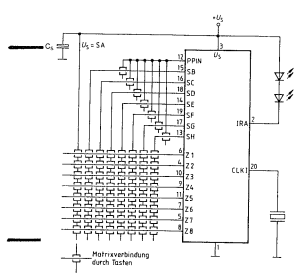 +U_S
3
C_S
U_S = SA
U_S
17 PPIN
15 SB
16 SC
18 SD
14 SE
19 SF
17 SG
13 SH
IRA 2
CLKI 20
6 Z1
4 Z2
10 Z3
9 Z4
11 Z5
7 Z6
5 Z7
8 Z8
1
Matrixverbindung
durch Tasten